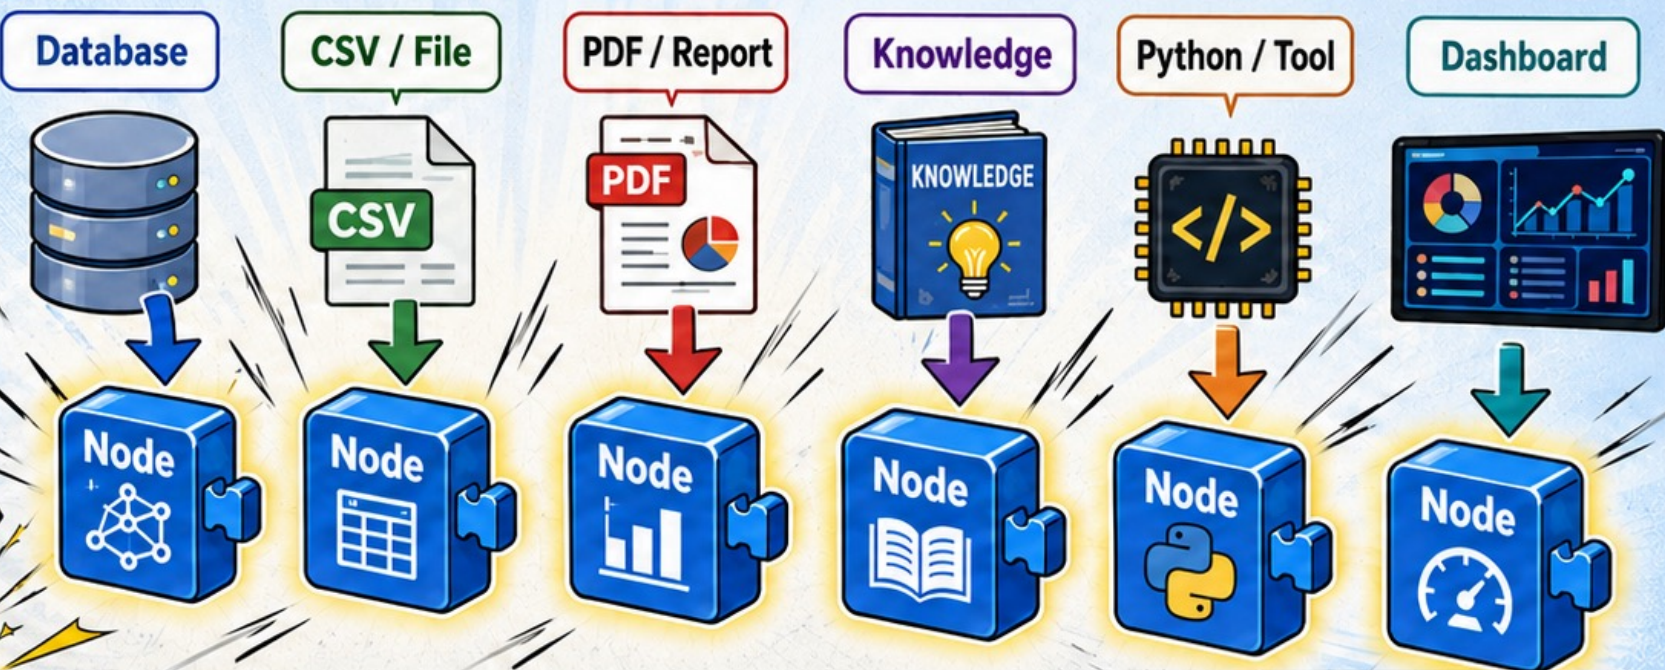 Database
CSV / File
PDF / Report
Knowledge
Python / Tool
Dashboard
CSV
PDF
KNOWLEDGE
</>
Node
Node
Node
Node
Node
Node